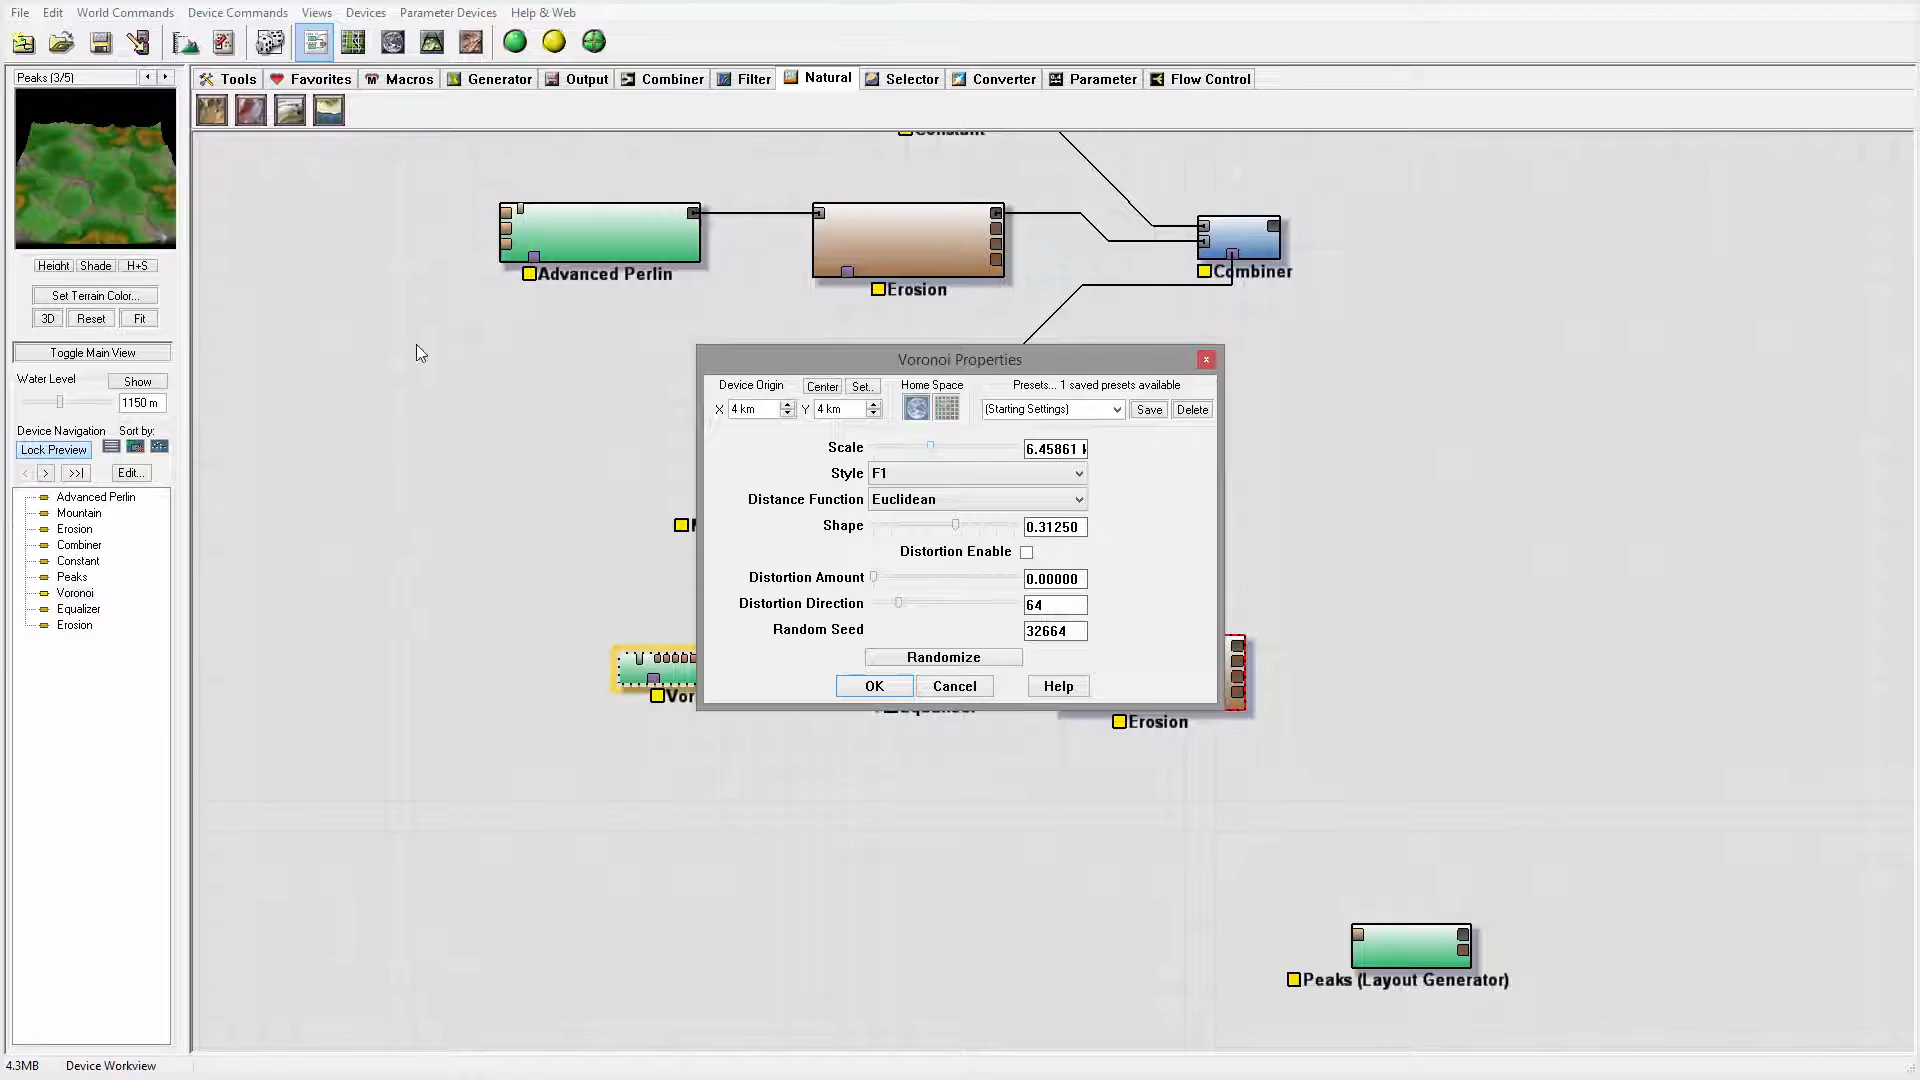 File Edit World Commands Device Commands Views Devices Parameter Devices Help & Web
Peaks (3/5)
Tools Favorites Macros Generator Output Combiner Filter Natural Selector Converter Parameter Flow Control
Height Shade H+S
Set Terrain Color...
3D Reset Fit
Toggle Main View
Water Level Show
1150 m
Device Navigation Sort by:
Lock Preview
< > >>| Edit...
Advanced Perlin
Mountain
Erosion
Combiner
Constant
Peaks
Voronoi
Equalizer
Erosion
Constant
Advanced Perlin
Erosion
Combiner
Voronoi Properties
x
Device Origin Center Set.. Home Space Presets... 1 saved presets available
X 4 km Y 4 km (Starting Settings) Save Delete
Scale 6.45861
Style F1
Distance Function Euclidean
Shape 0.31250
Distortion Enable
Distortion Amount 0.00000
Distortion Direction 64
Random Seed 32664
Randomize
OK Cancel Help
Vor
Equalizer
Erosion
Peaks (Layout Generator)
4.3MB Device Workview